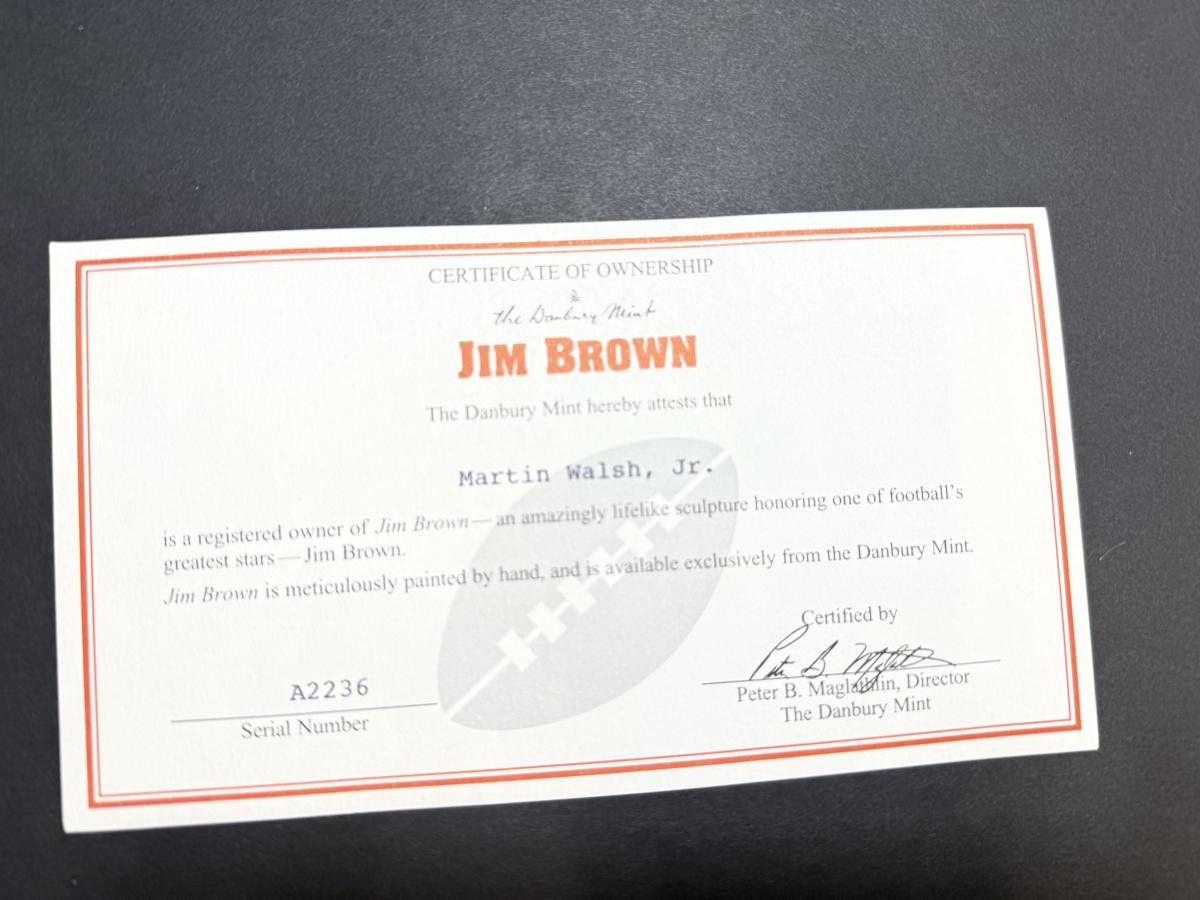 CERTIFICATE OF OWNERSHIP
the Danbury Mint
JIM BROWN
The Danbury Mint hereby attests that
Martin Walsh, Jr.
is a registered owner of Jim Brown—an amazingly lifelike sculpture honoring one of football's
greatest stars—Jim Brown.
Jim Brown is meticulously painted by hand, and is available exclusively from the Danbury Mint.
Certified by
Peter B. Maglathlin
A2236
Serial Number
Peter B. Maglathlin, Director
The Danbury Mint